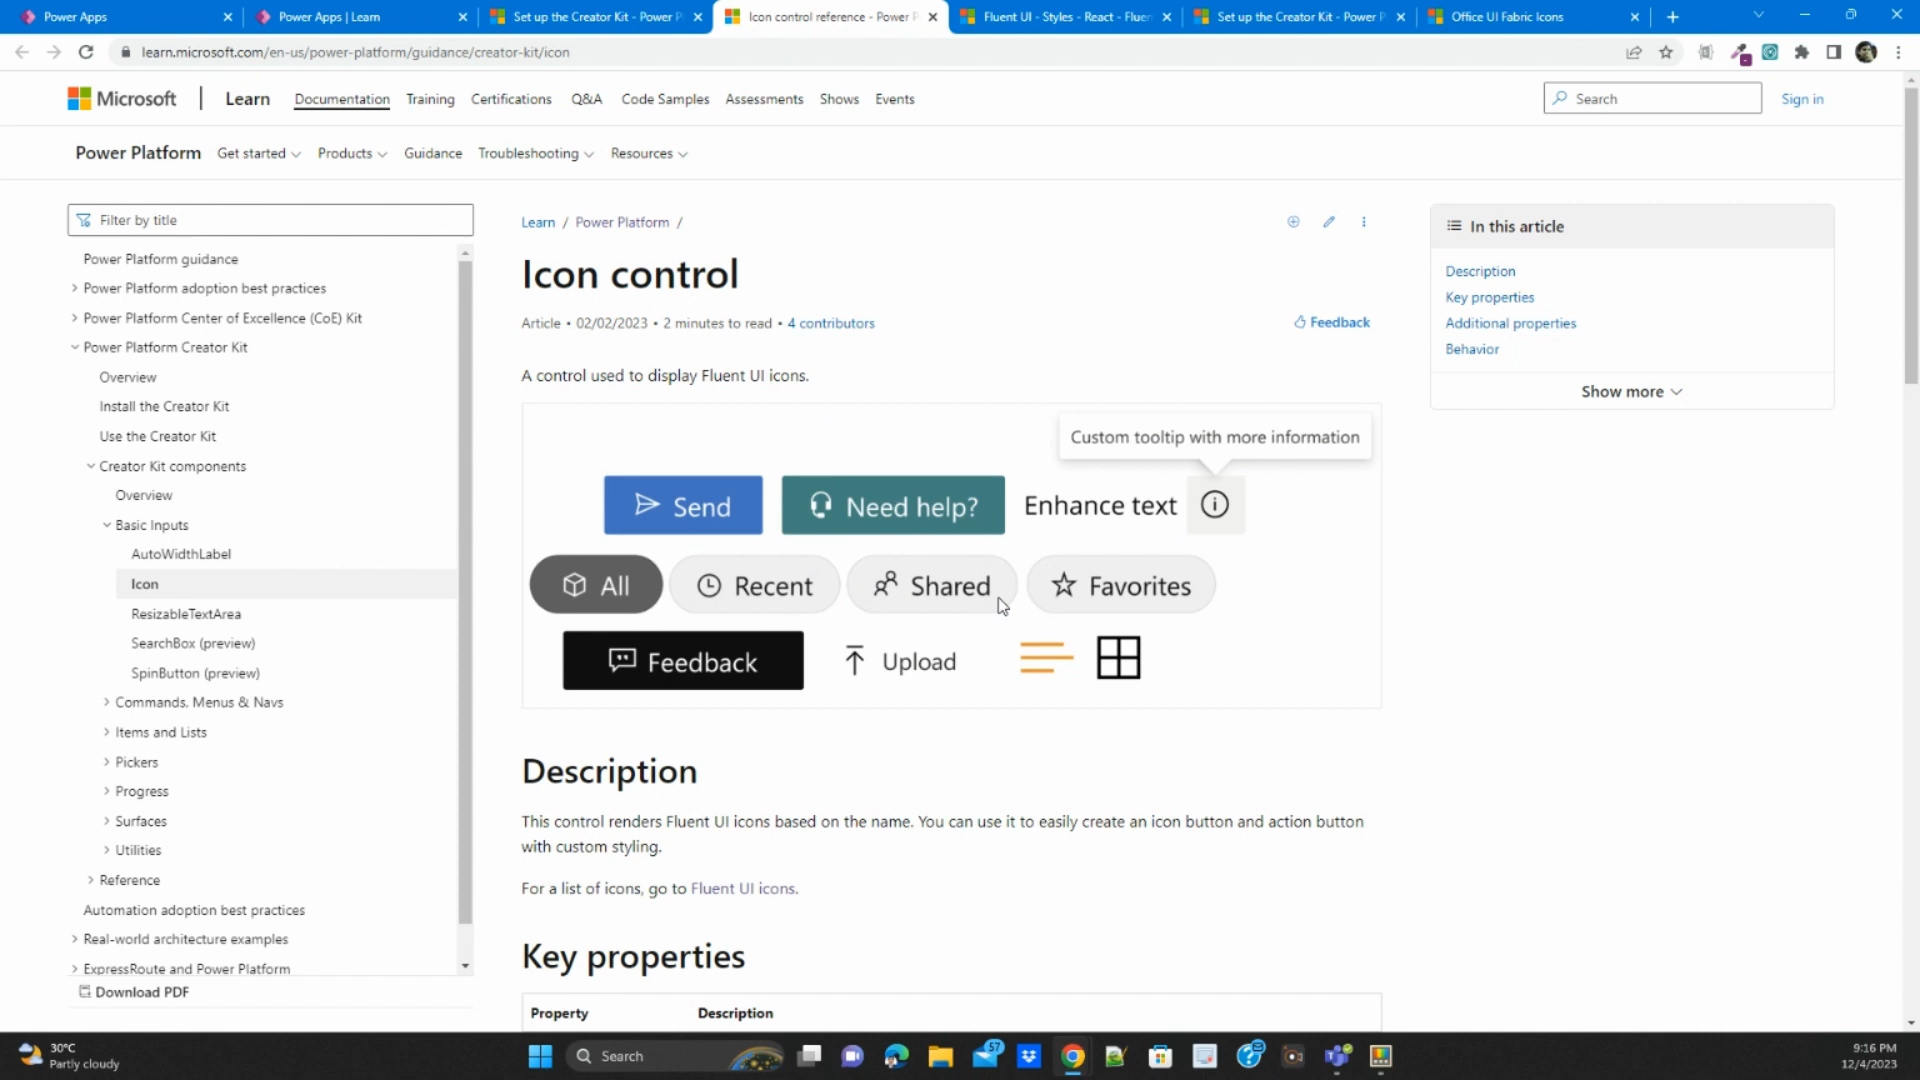 Power Apps
Power Apps | Learn
Set up the Creator Kit - Power P
Icon control reference - Power P
Fluent UI - Styles - React - Fluen
Set up the Creator Kit - Power P
Office UI Fabric Icons
learn.microsoft.com/en-us/power-platform/guidance/creator-kit/icon
Microsoft
Learn
Documentation
Training
Certifications
Q&A
Code Samples
Assessments
Shows
Events
Search
Sign in
Power Platform
Get started
Products
Guidance
Troubleshooting
Resources
Filter by title
Power Platform guidance
Power Platform adoption best practices
Power Platform Center of Excellence (CoE) Kit
Power Platform Creator Kit
Overview
Install the Creator Kit
Use the Creator Kit
Creator Kit components
Overview
Basic Inputs
AutoWidthLabel
Icon
ResizableTextArea
SearchBox (preview)
SpinButton (preview)
Commands, Menus & Navs
Items and Lists
Pickers
Progress
Surfaces
Utilities
Reference
Automation adoption best practices
Real-world architecture examples
ExpressRoute and Power Platform
Download PDF
Learn / Power Platform /
Icon control
Article • 02/02/2023 • 2 minutes to read • 4 contributors
Feedback
A control used to display Fluent UI icons.
Custom tooltip with more information
Send
Need help?
Enhance text
All
Recent
Shared
Favorites
Feedback
Upload
Description
This control renders Fluent UI icons based on the name. You can use it to easily create an icon button and action button
with custom styling.
For a list of icons, go to Fluent UI icons.
Key properties
Property
Description
In this article
Description
Key properties
Additional properties
Behavior
Show more
30°C
Partly cloudy
Search
57
9:16 PM
12/4/2023